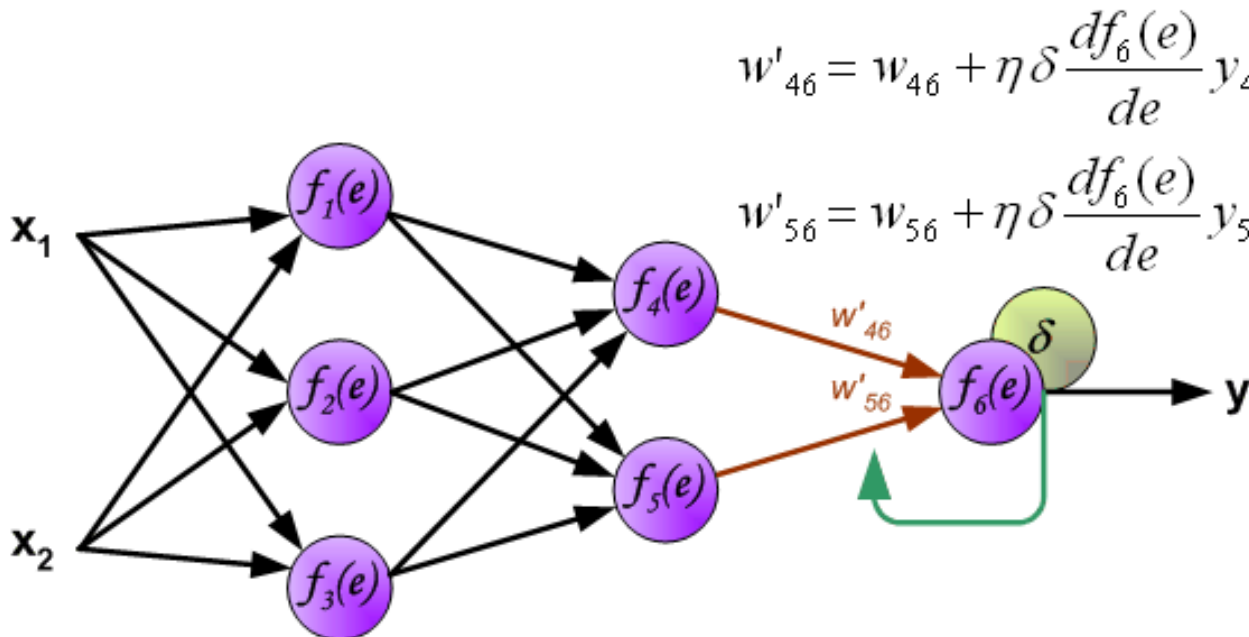 w'₄₆ = w₄₆ + η δ df₆(e)/de y₄
w'₅₆ = w₅₆ + η δ df₆(e)/de y₅
f₁(e)
x₁
f₄(e)
w'₄₆
δ
f₂(e)
w'₅₆
f₆(e)
y
f₅(e)
x₂
f₃(e)